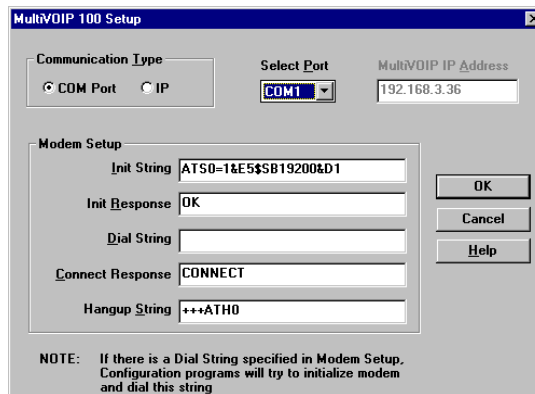 MultiVOIP 100 Setup
Communication Type
COM Port IP
Select Port
COM1
MultiVOIP IP Address
192.168.3.36
Modem Setup
Init String ATS0=1&E5$SB19200&D1
Init Response OK
Dial String
Connect Response CONNECT
Hangup String +++ATH0
OK
Cancel
Help
NOTE: If there is a Dial String specified in Modem Setup,
Configuration programs will try to initialize modem
and dial this string